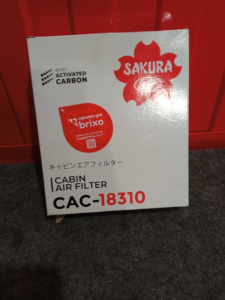 WITH
ACTIVATED
CARBON
SAKURA
brixo
キャビンエアフィルター
CABIN
AIR FILTER
CAC-18310